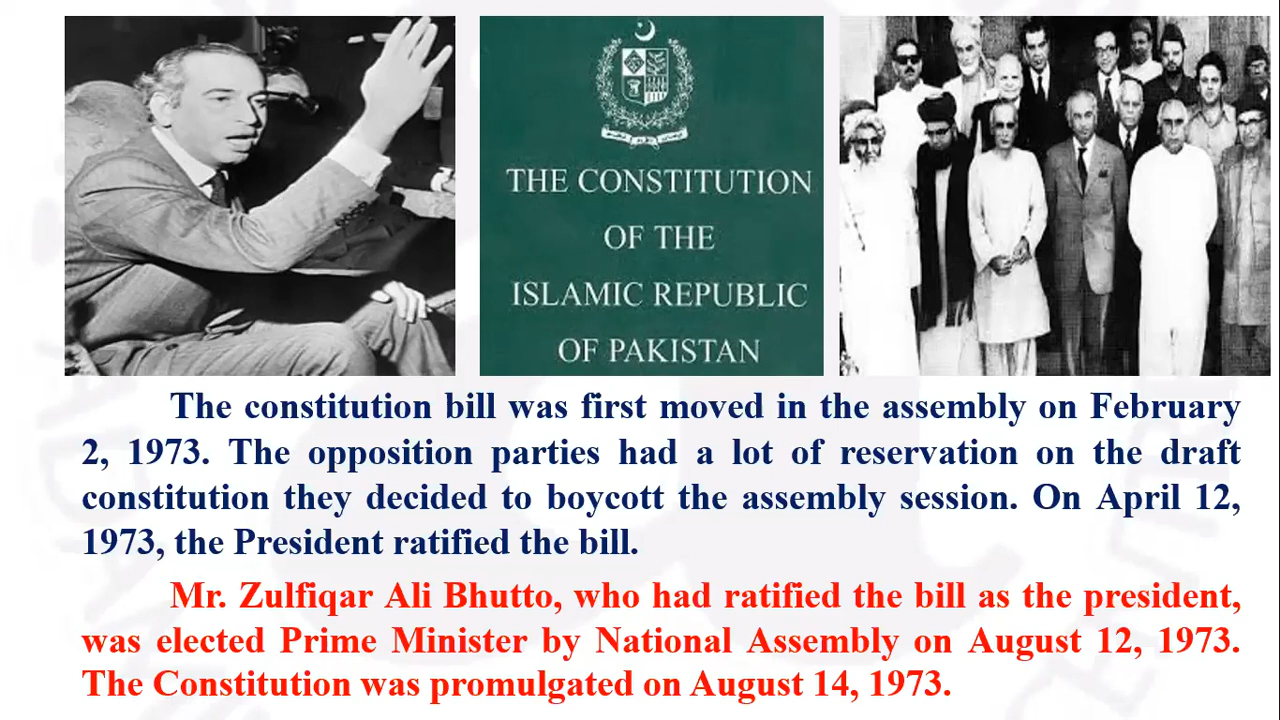 THE CONSTITUTION
OF THE
ISLAMIC REPUBLIC
OF PAKISTAN
The constitution bill was first moved in the assembly on February
2, 1973. The opposition parties had a lot of reservation on the draft
constitution they decided to boycott the assembly session. On April 12,
1973, the President ratified the bill.
Mr. Zulfiqar Ali Bhutto, who had ratified the bill as the president,
was elected Prime Minister by National Assembly on August 12, 1973.
The Constitution was promulgated on August 14, 1973.